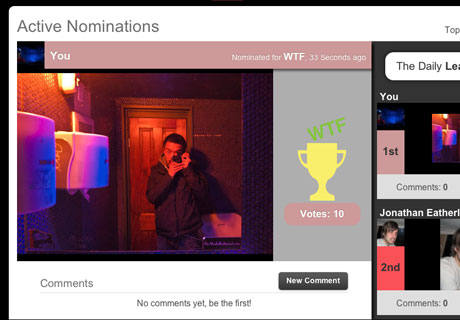 Active Nominations
Top
You
Nominated for WTF, 33 Seconds ago
WTF
Votes: 10
Comments
New Comment
No comments yet, be the first!
The Daily Lea
You
1st
Comments: 0
Jonathan Eatherl
2nd
Comments: 0